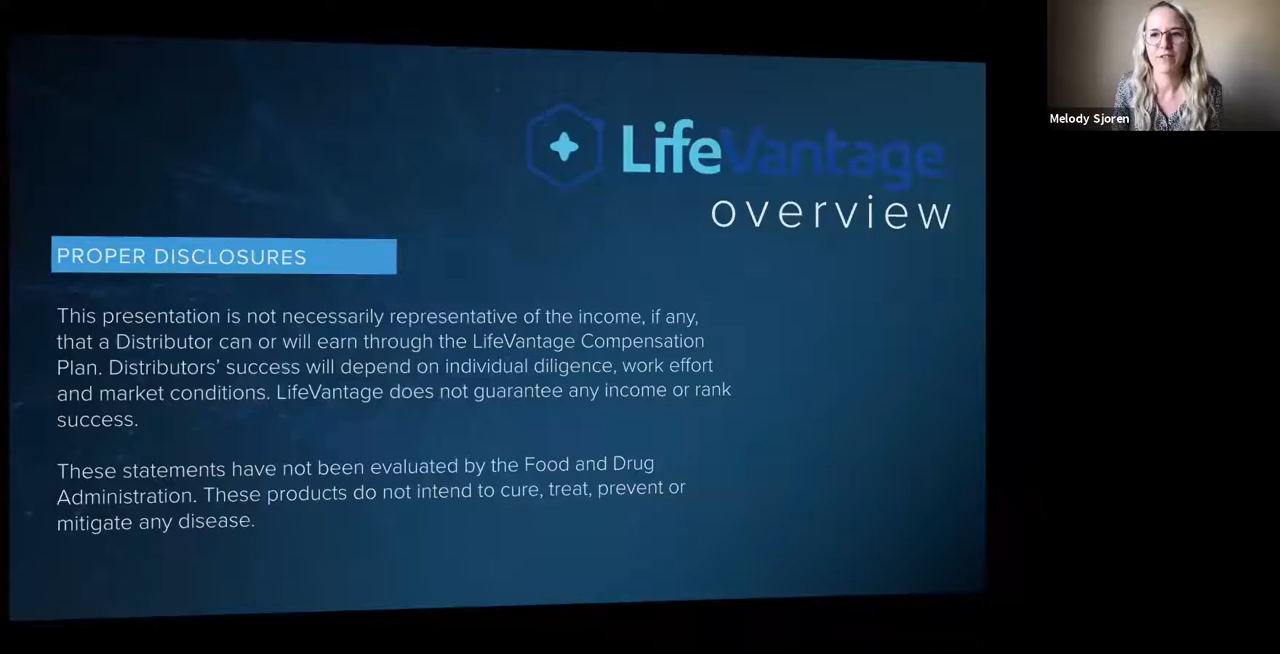 LifeVantage
overview
PROPER DISCLOSURES
This presentation is not necessarily representative of the income, if any,
that a Distributor can or will earn through the LifeVantage Compensation
Plan. Distributors' success will depend on individual diligence, work effort
and market conditions. LifeVantage does not guarantee any income or rank
success.
These statements have not been evaluated by the Food and Drug
Administration. These products do not intend to cure, treat, prevent or
mitigate any disease.
Melody Sjoren